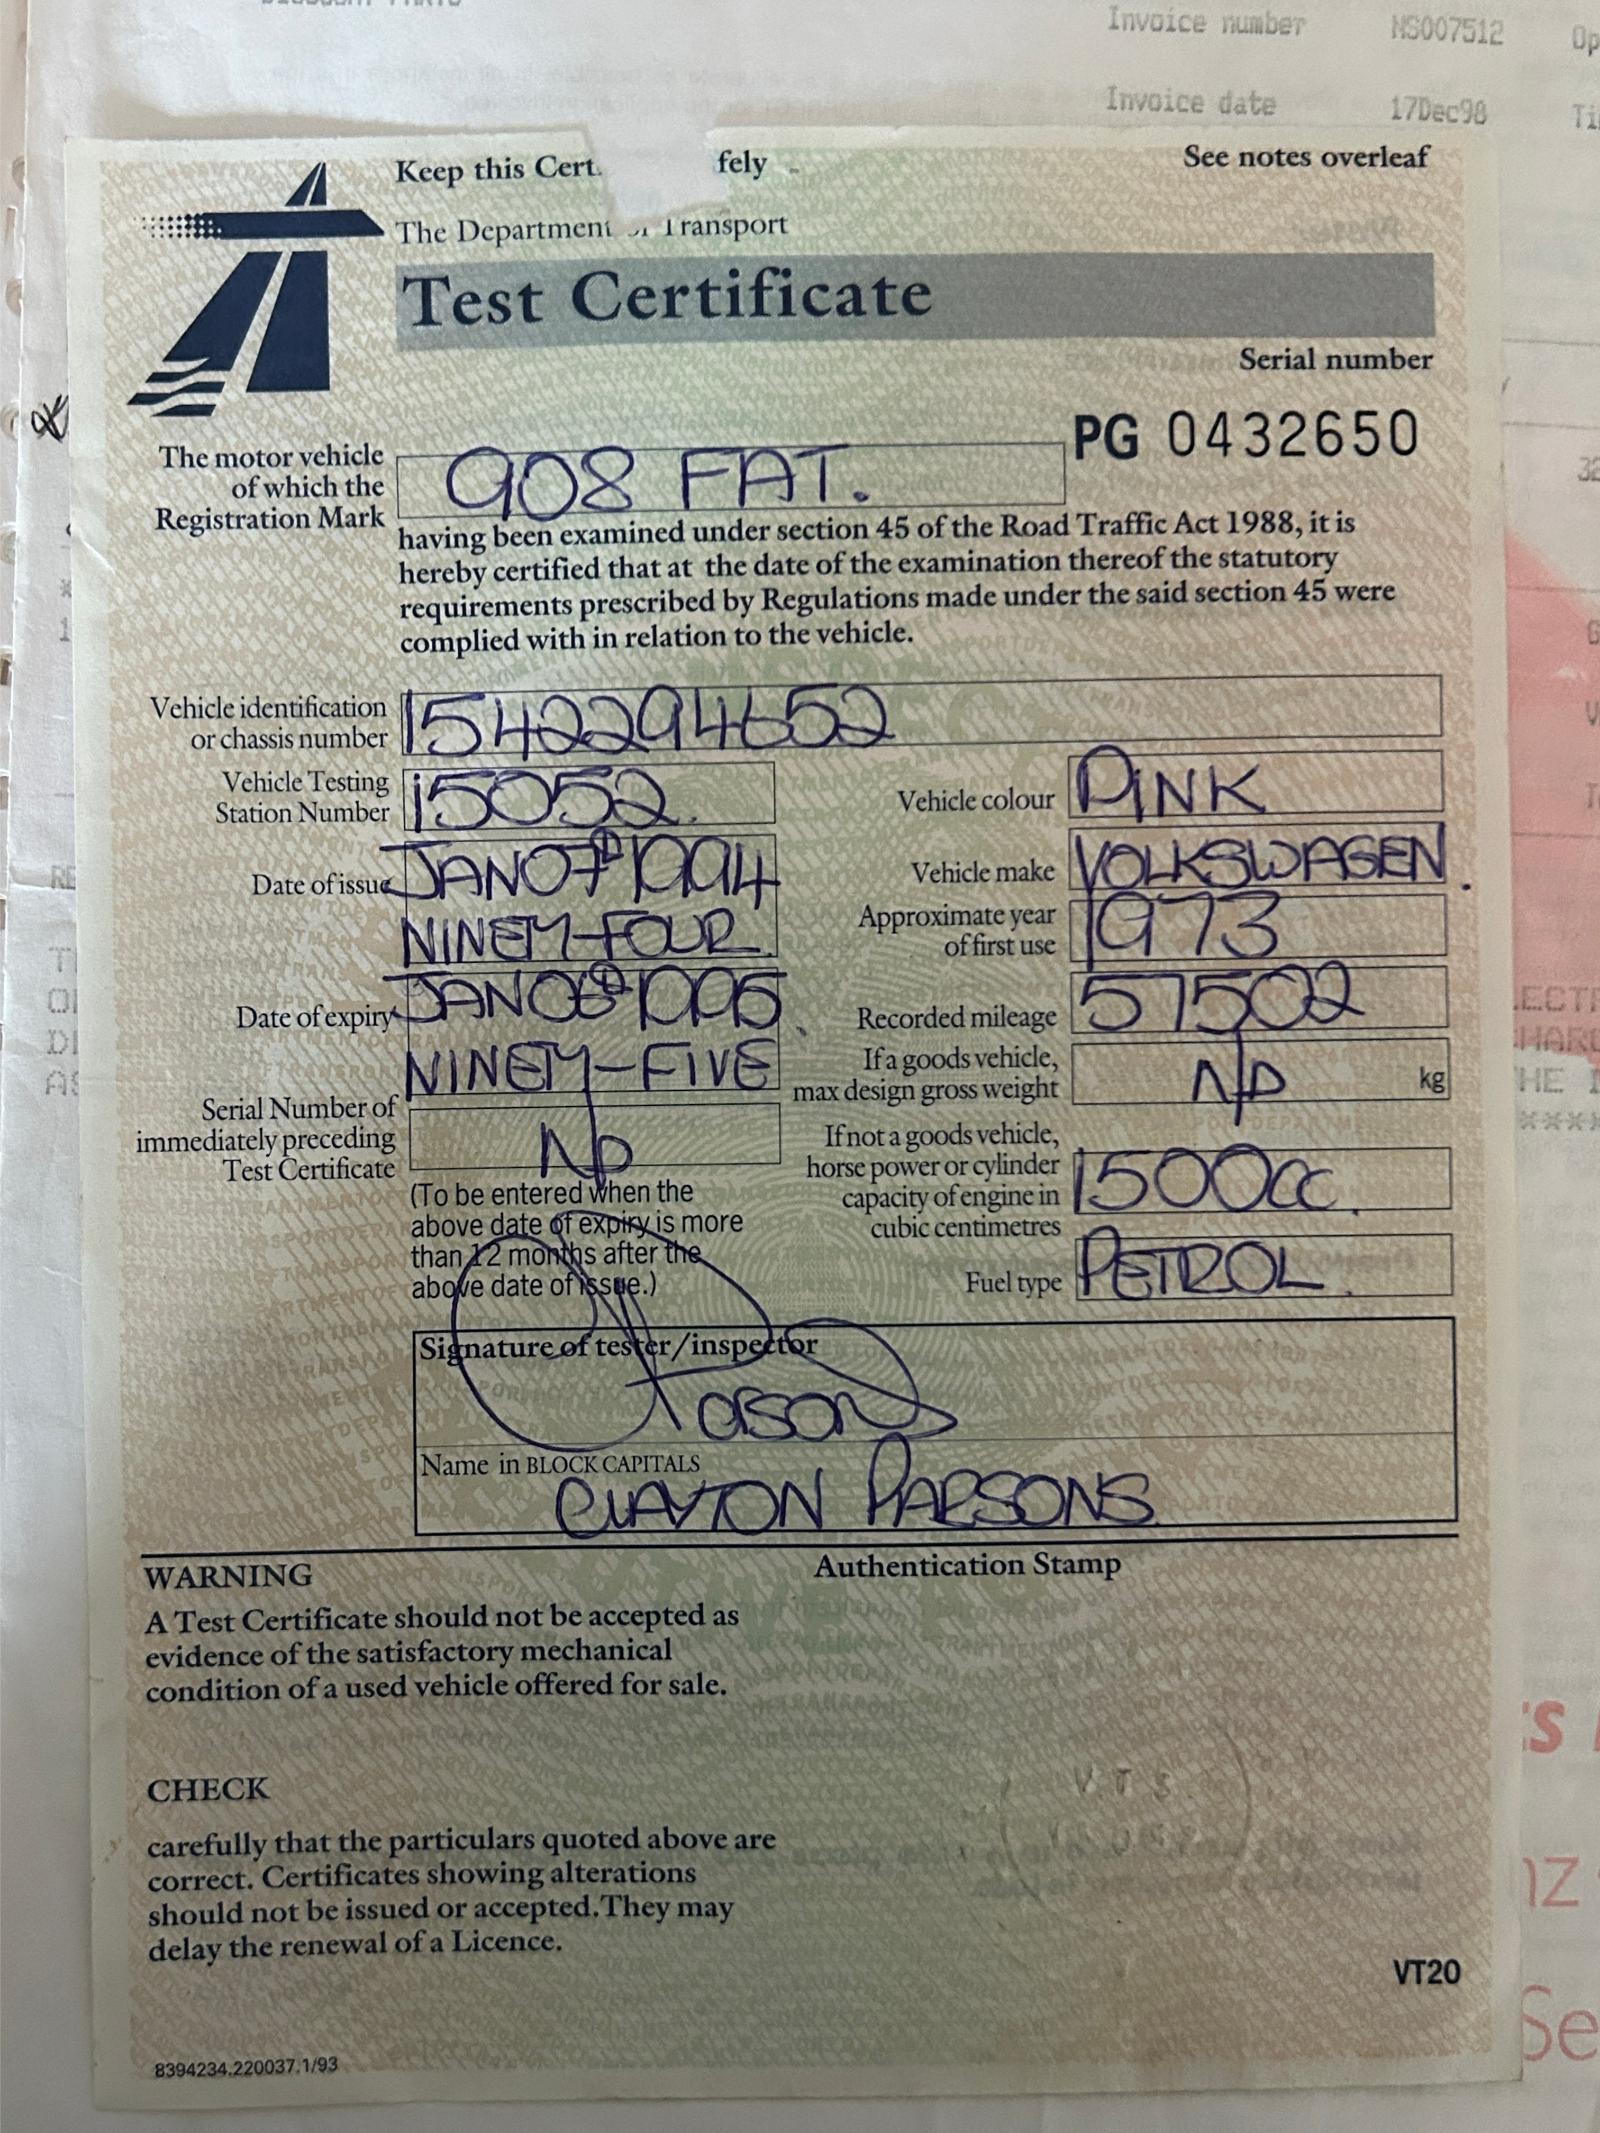 Invoice number NS007512
Invoice date 17Dec98
Keep this Cert fely
See notes overleaf
The Department Transport
Test Certificate
Serial number
PG 0432650
The motor vehicle
of which the
Registration Mark
908 FAT.
having been examined under section 45 of the Road Traffic Act 1988, it is
hereby certified that at the date of the examination thereof the statutory
requirements prescribed by Regulations made under the said section 45 were
complied with in relation to the vehicle.
Vehicle identification
or chassis number
1542294652
Vehicle Testing
Station Number
15052.
Vehicle colour
PINK
Date of issue
JAN 07th 1994
NINETY-FOUR
Vehicle make
VOLKSWAGEN.
Approximate year
of first use
1973
Date of expiry
JAN 06th 1995.
NINETY-FIVE
Recorded mileage
57502
If a goods vehicle,
max design gross weight
kg
Serial Number of
immediately preceding
Test Certificate
(To be entered when the
above date of expiry is more
than 12 months after the
above date of issue.)
If not a goods vehicle,
horse power or cylinder
capacity of engine in
cubic centimetres
1500cc.
Fuel type
PETROL.
Signature of tester/inspector
Parsons
Name in BLOCK CAPITALS
CLAYTON PARSONS
WARNING
A Test Certificate should not be accepted as
evidence of the satisfactory mechanical
condition of a used vehicle offered for sale.
Authentication Stamp
V.T.S.
CHECK
carefully that the particulars quoted above are
correct. Certificates showing alterations
should not be issued or accepted. They may
delay the renewal of a Licence.
VT20
8394234.220037.1/93